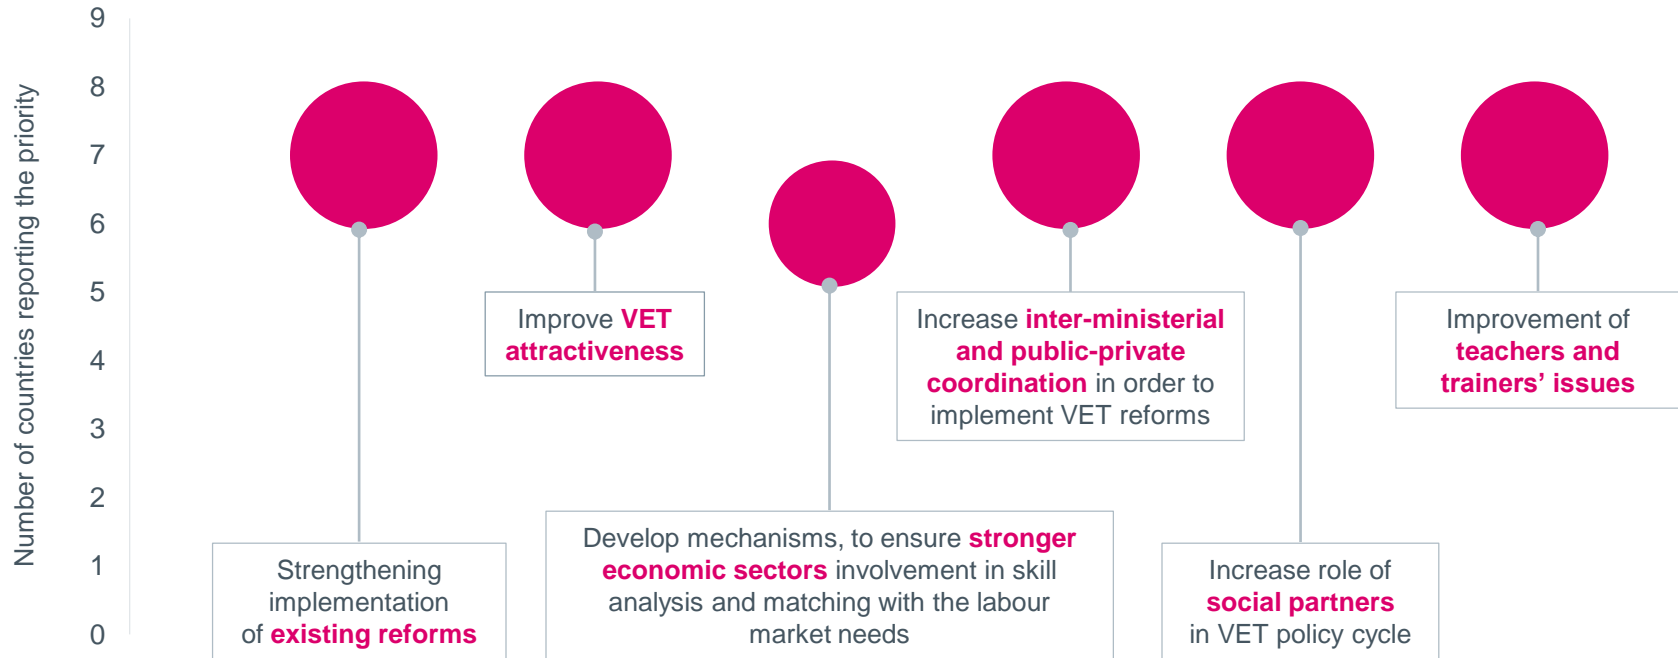 Number of countries reporting the priority
9
8
7
6
5
4
3
2
1
0
Strengthening
implementation
of existing reforms
Improve VET
attractiveness
Develop mechanisms, to ensure stronger
economic sectors involvement in skill
analysis and matching with the labour
market needs
Increase inter-ministerial
and public-private
coordination in order to
implement VET reforms
Increase role of
social partners
in VET policy cycle
Improvement of
teachers and
trainers’ issues